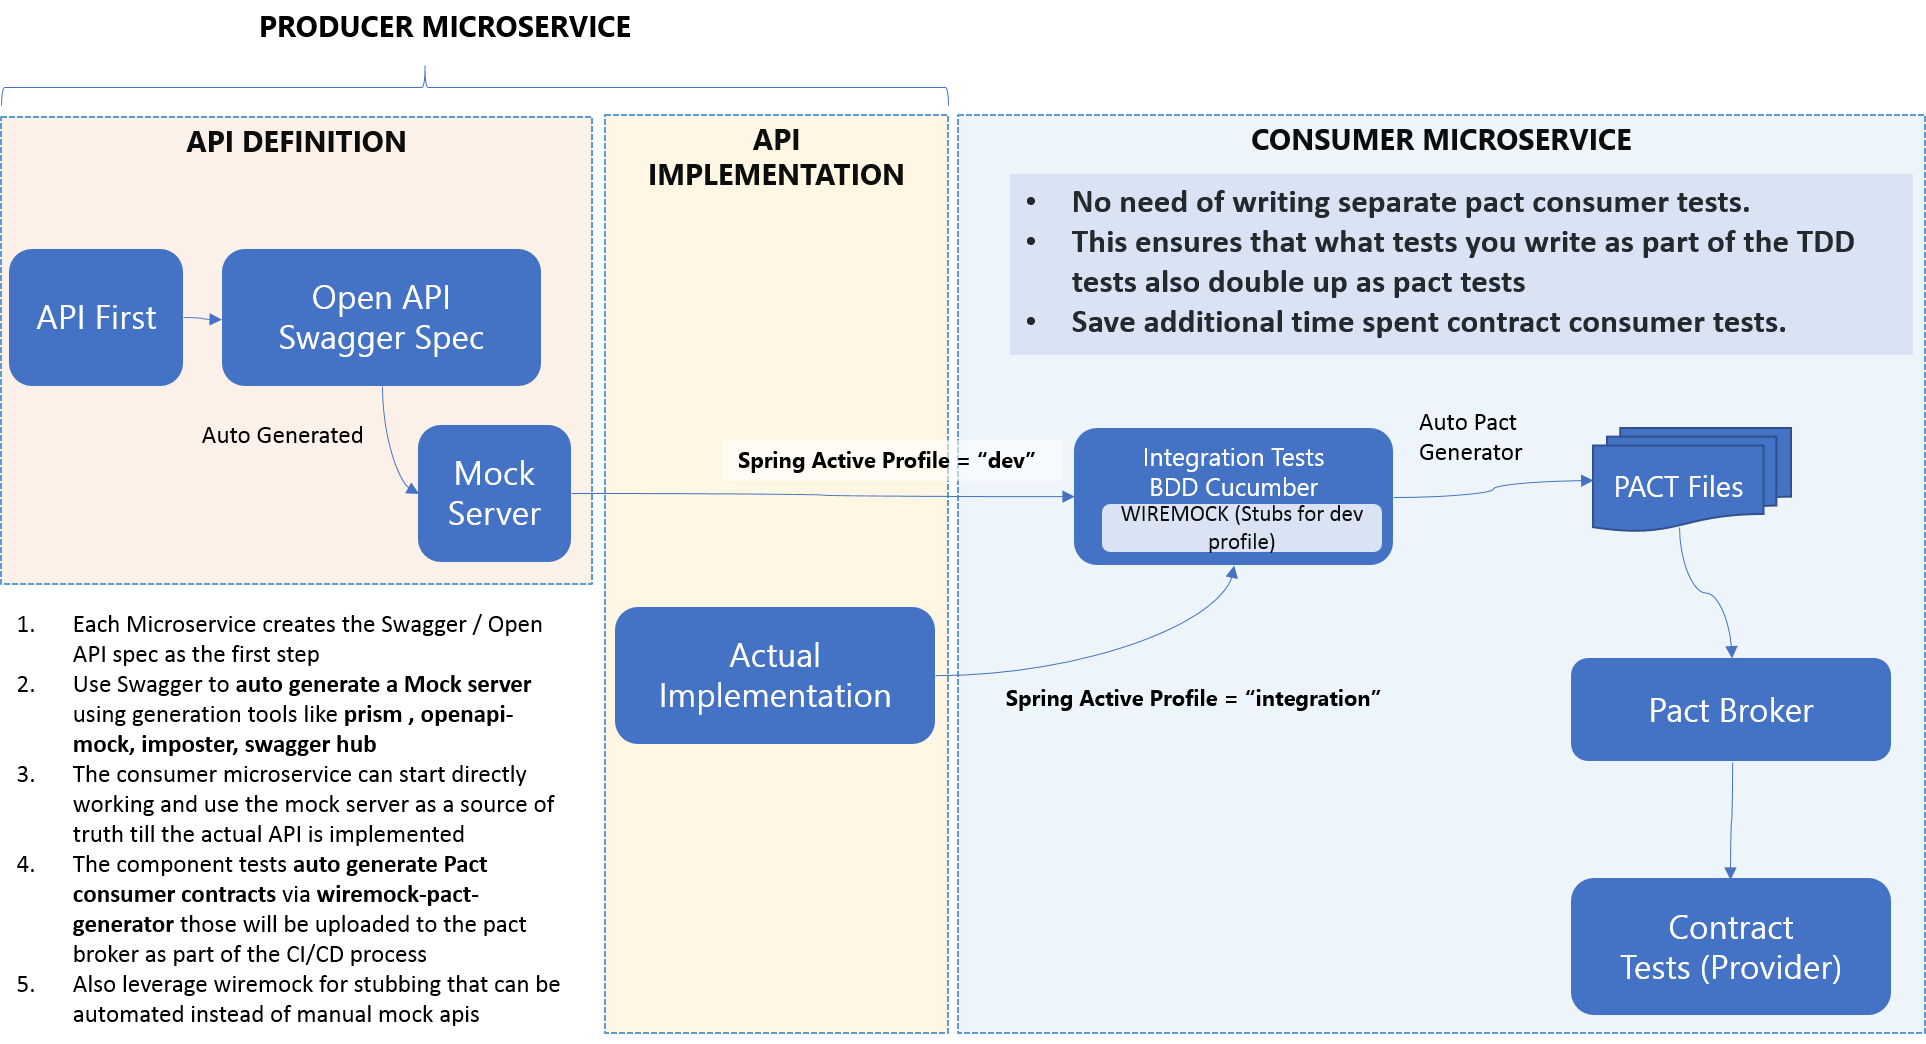 PRODUCER MICROSERVICE
API DEFINITION
API First
Open API
Swagger Spec
Auto Generated
Mock
Server
1. Each Microservice creates the Swagger / Open
API spec as the first step
2. Use Swagger to auto generate a Mock server
using generation tools like prism , openapi-
mock, imposter, swagger hub
3. The consumer microservice can start directly
working and use the mock server as a source of
truth till the actual API is implemented
4. The component tests auto generate Pact
consumer contracts via wiremock-pact-
generator those will be uploaded to the pact
broker as part of the CI/CD process
5. Also leverage wiremock for stubbing that can be
automated instead of manual mock apis
API
IMPLEMENTATION
Spring Active Profile = “dev”
Actual
Implementation
Spring Active Profile = “integration”
CONSUMER MICROSERVICE
• No need of writing separate pact consumer tests.
• This ensures that what tests you write as part of the TDD
tests also double up as pact tests
• Save additional time spent contract consumer tests.
Integration Tests
BDD Cucumber
WIREMOCK (Stubs for dev
profile)
Auto Pact
Generator
PACT Files
Pact Broker
Contract
Tests (Provider)